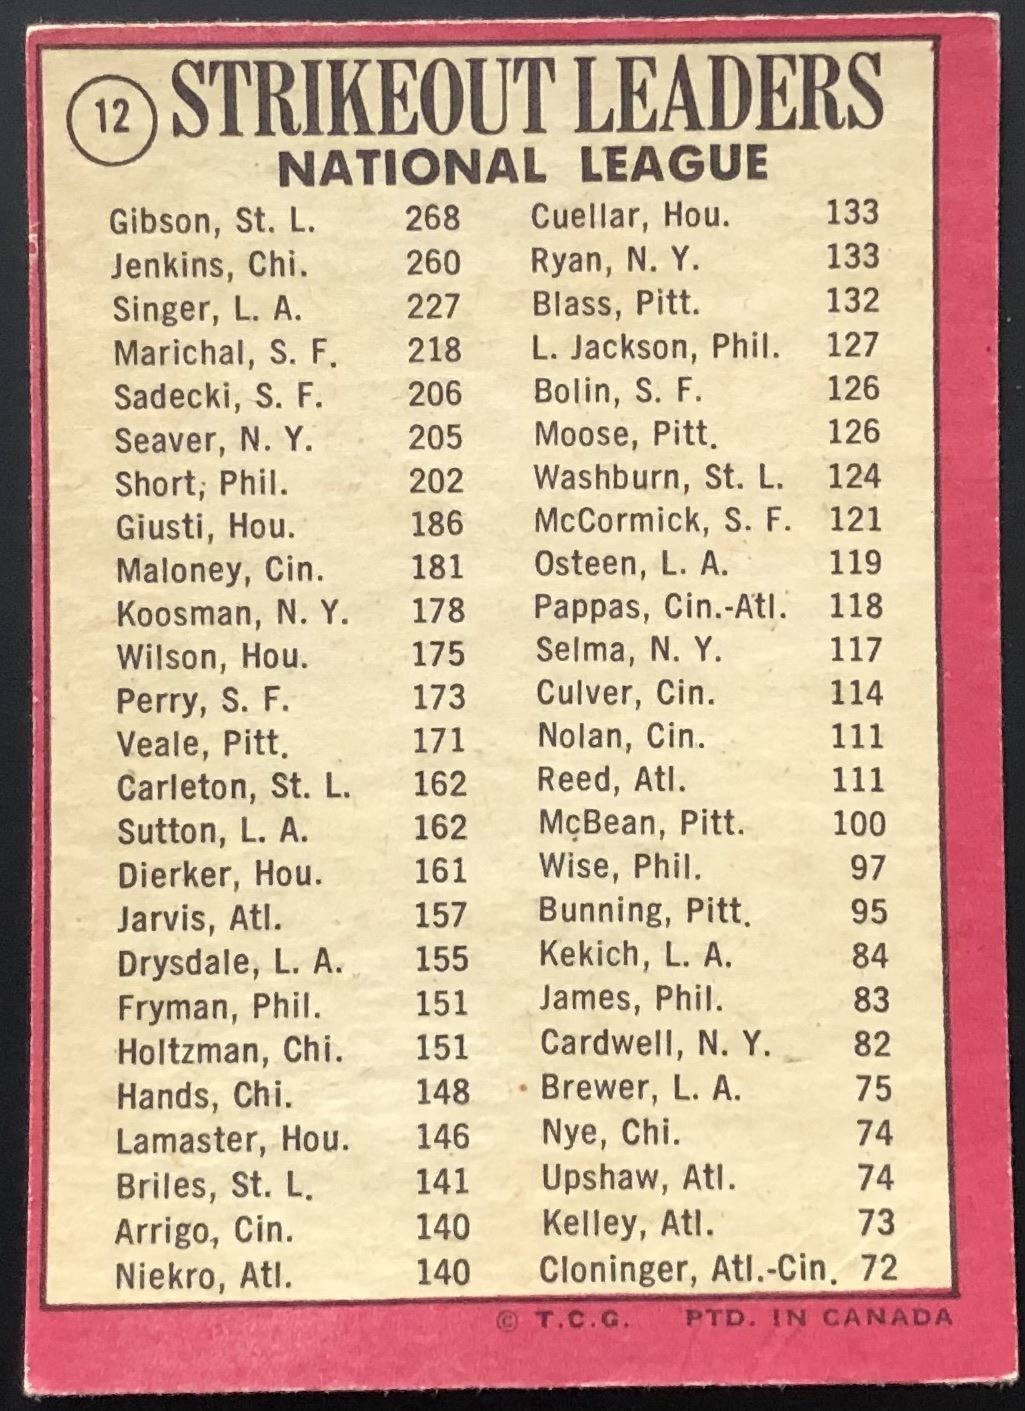 12 STRIKEOUT LEADERS
NATIONAL LEAGUE
Gibson, St. L. 268
Jenkins, Chi. 260
Singer, L. A. 227
Marichal, S. F. 218
Sadecki, S. F. 206
Seaver, N. Y. 205
Short, Phil. 202
Giusti, Hou. 186
Maloney, Cin. 181
Koosman, N. Y. 178
Wilson, Hou. 175
Perry, S. F. 173
Veale, Pitt. 171
Carleton, St. L. 162
Sutton, L. A. 162
Dierker, Hou. 161
Jarvis, Atl. 157
Drysdale, L. A. 155
Fryman, Phil. 151
Holtzman, Chi. 151
Hands, Chi. 148
Lamaster, Hou. 146
Briles, St. L. 141
Arrigo, Cin. 140
Niekro, Atl. 140
Cuellar, Hou. 133
Ryan, N. Y. 133
Blass, Pitt. 132
L. Jackson, Phil. 127
Bolin, S. F. 126
Moose, Pitt. 126
Washburn, St. L. 124
McCormick, S. F. 121
Osteen, L. A. 119
Pappas, Cin.-Atl. 118
Selma, N. Y. 117
Culver, Cin. 114
Nolan, Cin. 111
Reed, Atl. 111
McBean, Pitt. 100
Wise, Phil. 97
Bunning, Pitt. 95
Kekich, L. A. 84
James, Phil. 83
Cardwell, N. Y. 82
Brewer, L. A. 75
Nye, Chi. 74
Upshaw, Atl. 74
Kelley, Atl. 73
Cloninger, Atl.-Cin. 72
© T.C.G. PTD. IN CANADA